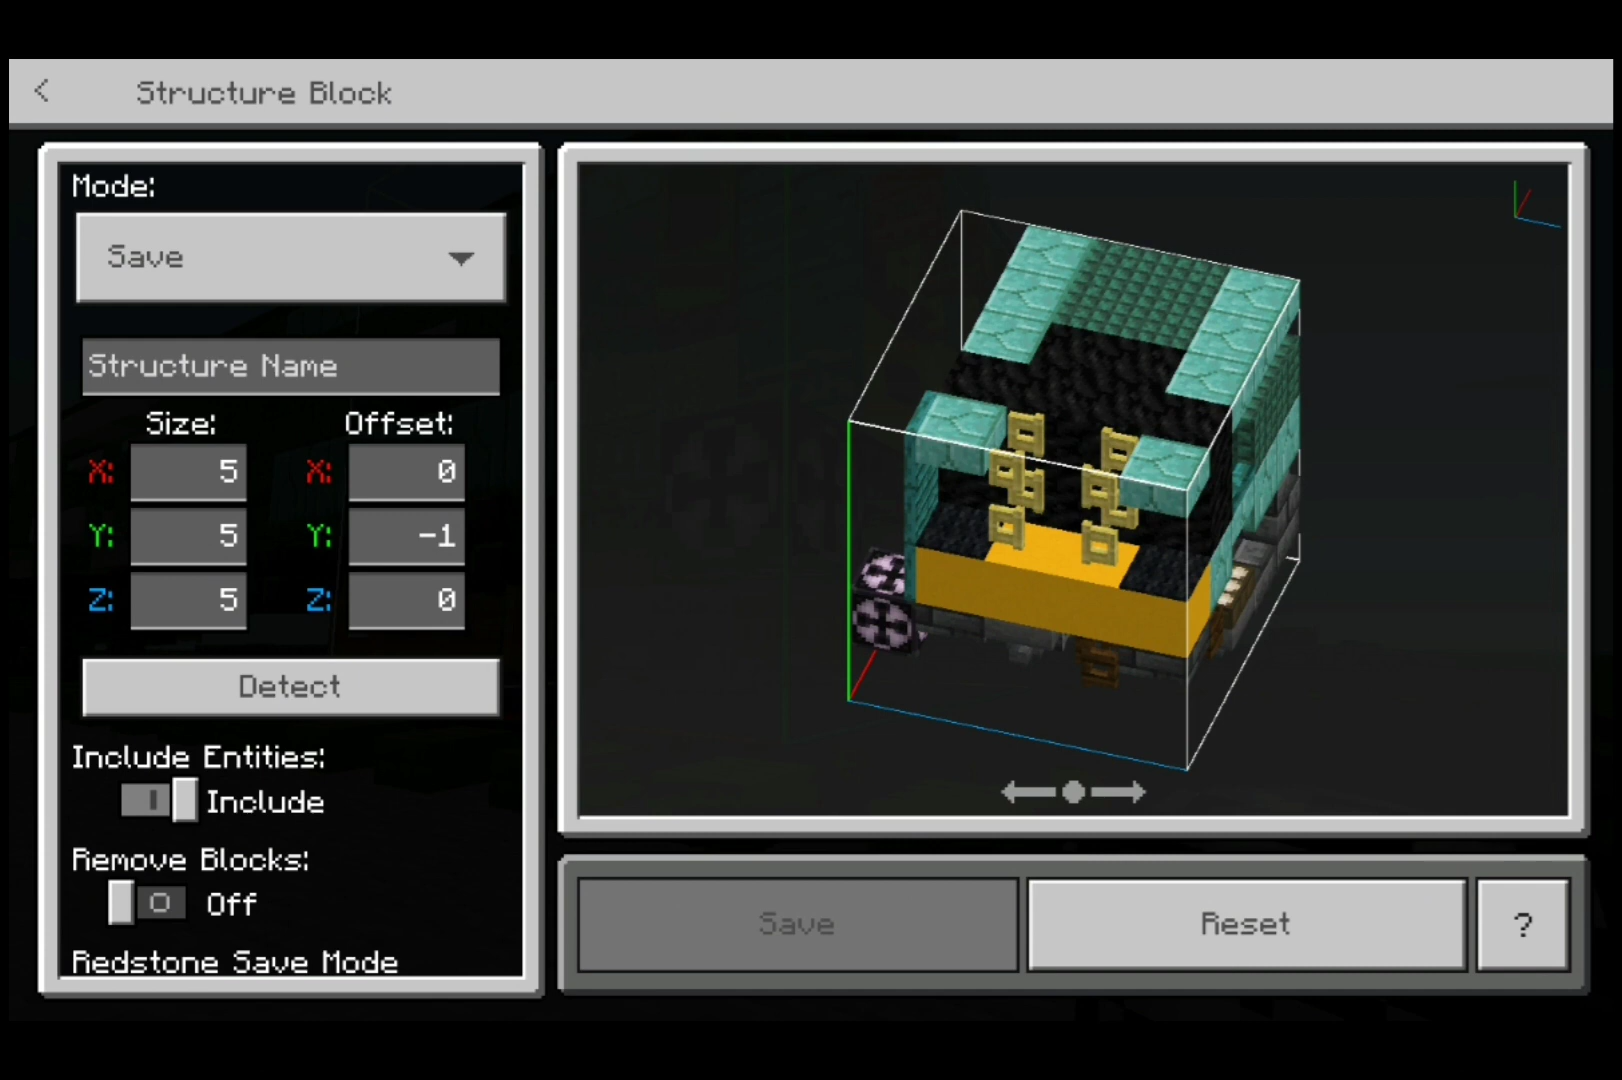 Structure Block
Mode:
Save
Structure Name
Size: Offset:
X: 5 X: 0
Y: 5 Y: -1
Z: 5 Z: 0
Detect
Include Entities:
Include
Remove Blocks:
Off
Redstone Save Mode
Save Reset ?